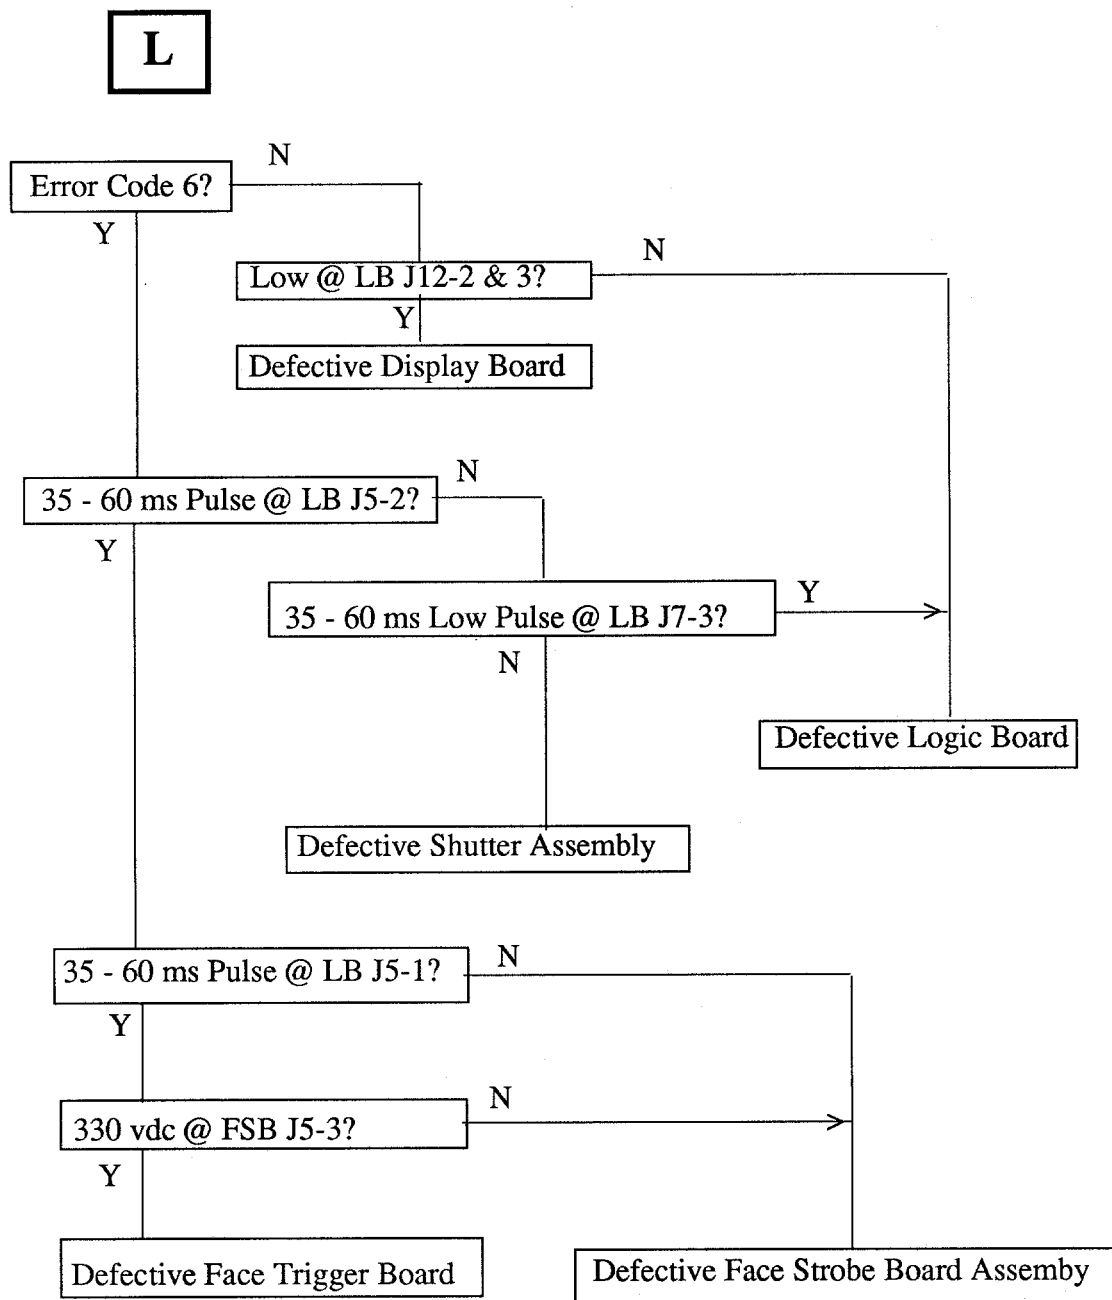 L
N
Error Code 6?
Y
N
Low @ LB J12-2 & 3?
Y
Defective Display Board
N
35 - 60 ms Pulse @ LB J5-2?
Y
Y
35 - 60 ms Low Pulse @ LB J7-3?
N
Defective Logic Board
Defective Shutter Assembly
N
35 - 60 ms Pulse @ LB J5-1?
Y
N
330 vdc @ FSB J5-3?
Y
Defective Face Trigger Board
Defective Face Strobe Board Assemby